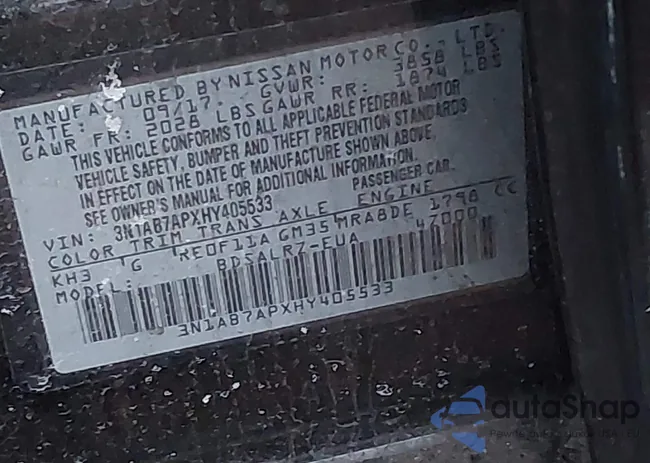 MANUFACTURED BY NISSAN MOTOR CO., LTD.
DATE: 09/17 GVWR: 3858 LBS
GAWR FR: 2028 LBS GAWR RR: 1874 LBS
THIS VEHICLE CONFORMS TO ALL APPLICABLE FEDERAL MOTOR
VEHICLE SAFETY, BUMPER AND THEFT PREVENTION STANDARDS
IN EFFECT ON THE DATE OF MANUFACTURE SHOWN ABOVE.
SEE OWNER'S MANUAL FOR ADDITIONAL INFORMATION.
VIN: 3N1AB7APXHY405533 PASSENGER CAR
COLOR TRIM TRANS AXLE ENGINE
KH3 G RE0F11A GM35 MRA8DE 1798 CC
MODEL: BDSALR7-EUA 47000
3N1AB7APXHY405533
autoShap